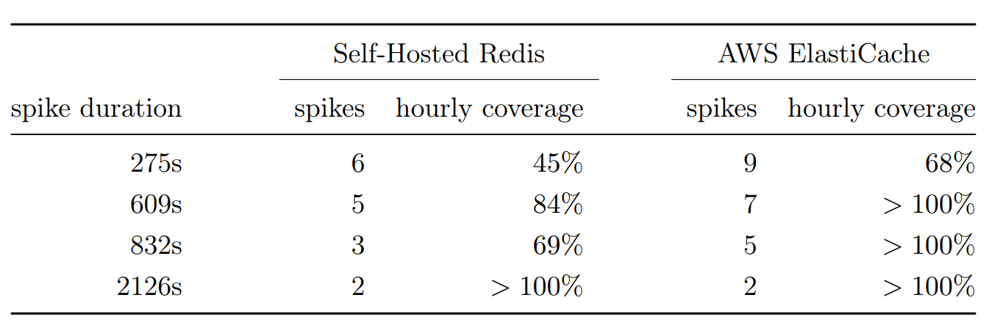 Self-Hosted Redis AWS ElastiCache
spike duration spikes hourly coverage spikes hourly coverage
275s 6 45% 9 68%
609s 5 84% 7 > 100%
832s 3 69% 5 > 100%
2126s 2 > 100% 2 > 100%